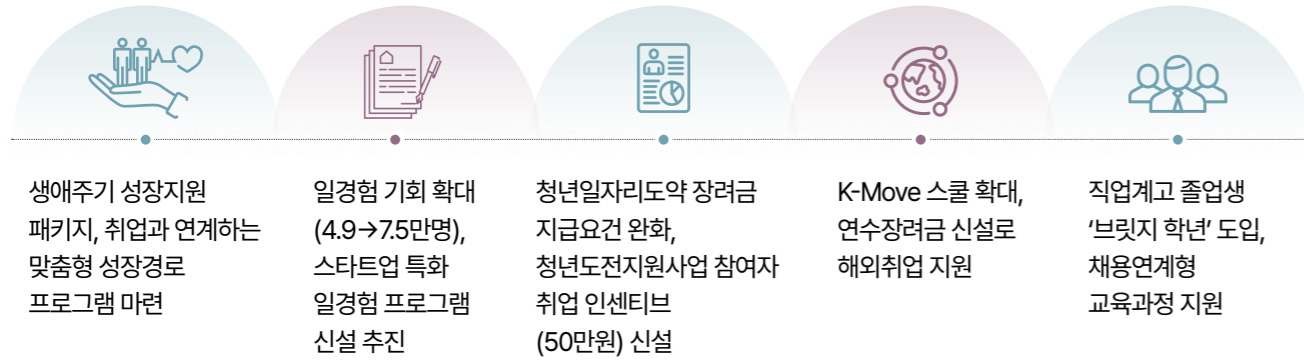 생애주기 성장지원
패키지, 취업과 연계하는
맞춤형 성장경로
프로그램 마련
일경험 기회 확대
(4.9→7.5만명),
스타트업 특화
일경험 프로그램
신설 추진
청년일자리도약 장려금
지급요건 완화,
청년도전지원사업 참여자
취업 인센티브
(50만원) 신설
K-Move 스쿨 확대,
연수장려금 신설로
해외취업 지원
직업계고 졸업생
‘브릿지 학년’ 도입,
채용연계형
교육과정 지원